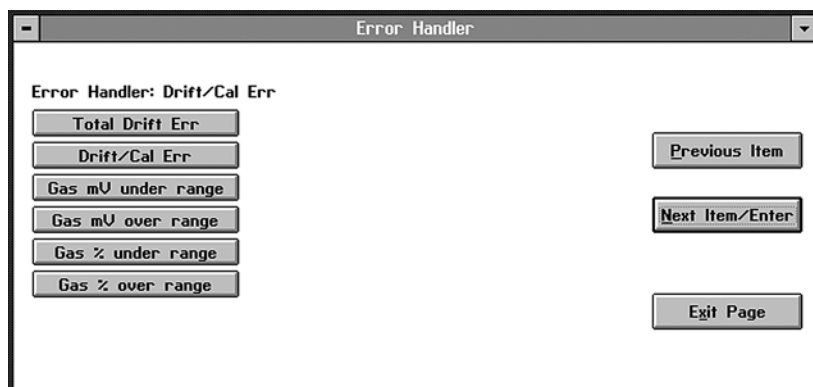 Error Handler
Error Handler: Drift/Cal Err
Total Drift Err
Drift/Cal Err
Gas mV under range
Gas mV over range
Gas % under range
Gas % over range
Previous Item
Next Item/Enter
Exit Page